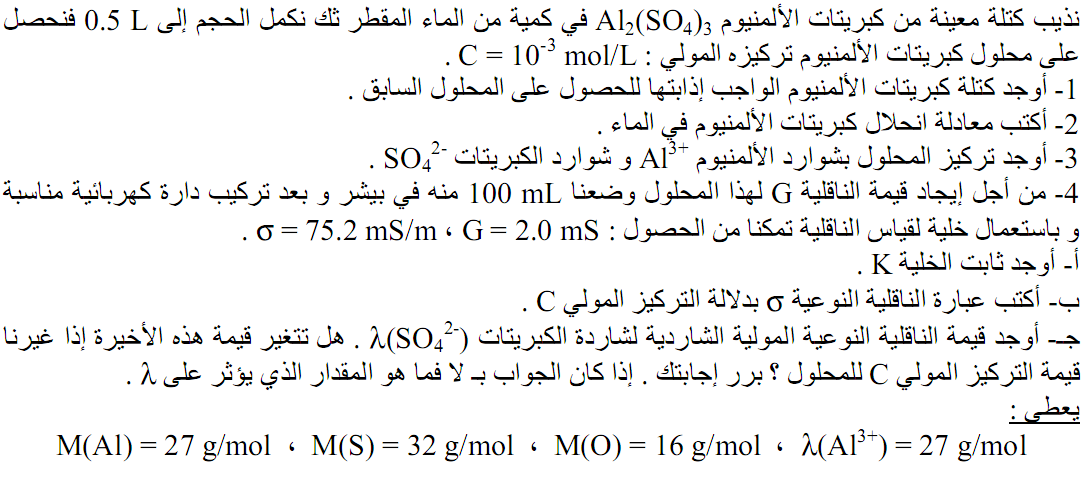 نذيب كتلة معينة من كبريتات الألمنيوم Al₂(SO₄)₃ في كمية من الماء المقطر ثك نكمل الحجم إلى 0.5 L فنحصل
على محلول كبريتات الألمنيوم تركيزه المولي : C = 10⁻³ mol/L .
1- أوجد كتلة كبريتات الألمنيوم الواجب إذابتها للحصول على المحلول السابق .
2- أكتب معادلة انحلال كبريتات الألمنيوم في الماء .
3- أوجد تركيز المحلول بشوارد الألمنيوم Al³⁺ و شوارد الكبريتات SO₄²⁻ .
4- من أجل إيجاد قيمة الناقلية G لهذا المحلول وضعنا 100 mL منه في بيشر و بعد تركيب دارة كهربائية مناسبة
و باستعمال خلية لقياس الناقلية تمكنا من الحصول : G = 2.0 mS ، σ = 75.2 mS/m .
أ- أوجد ثابت الخلية K .
ب- أكتب عبارة الناقلية النوعية σ بدلالة التركيز المولي C .
جـ- أوجد قيمة الناقلية النوعية المولية الشاردية لشاردة الكبريتات λ(SO₄²⁻) . هل تتغير قيمة هذه الأخيرة إذا غيرنا
قيمة التركيز المولي C للمحلول ؟ برر إجابتك . إذا كان الجواب بـ لا فما هو المقدار الذي يؤثر على λ .
يعطى :
M(Al) = 27 g/mol ، M(S) = 32 g/mol ، M(O) = 16 g/mol ، λ(Al³⁺) = 27 g/mol